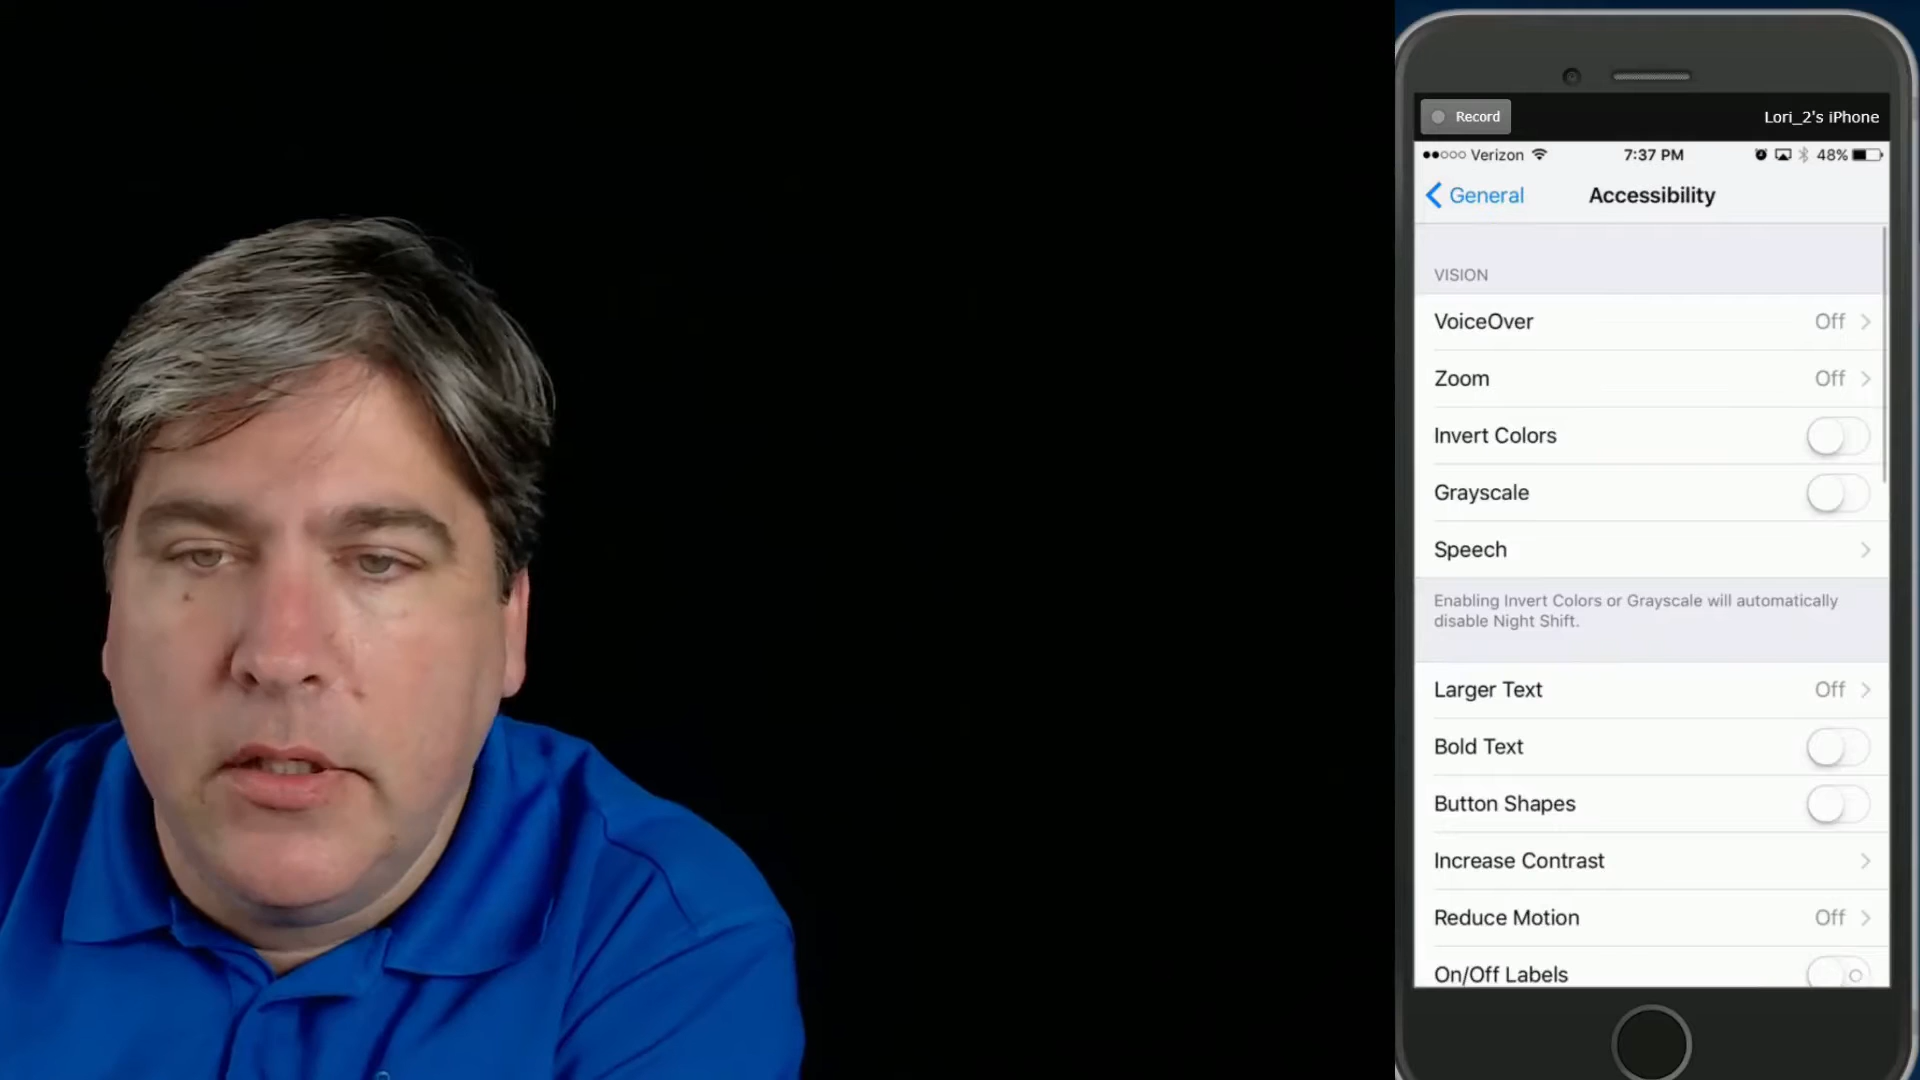 Record
Lori_2's iPhone
Verizon
7:37 PM
48%
General
Accessibility
VISION
VoiceOver Off
Zoom Off
Invert Colors
Grayscale
Speech
Enabling Invert Colors or Grayscale will automatically
disable Night Shift.
Larger Text Off
Bold Text
Button Shapes
Increase Contrast
Reduce Motion Off
On/Off Labels